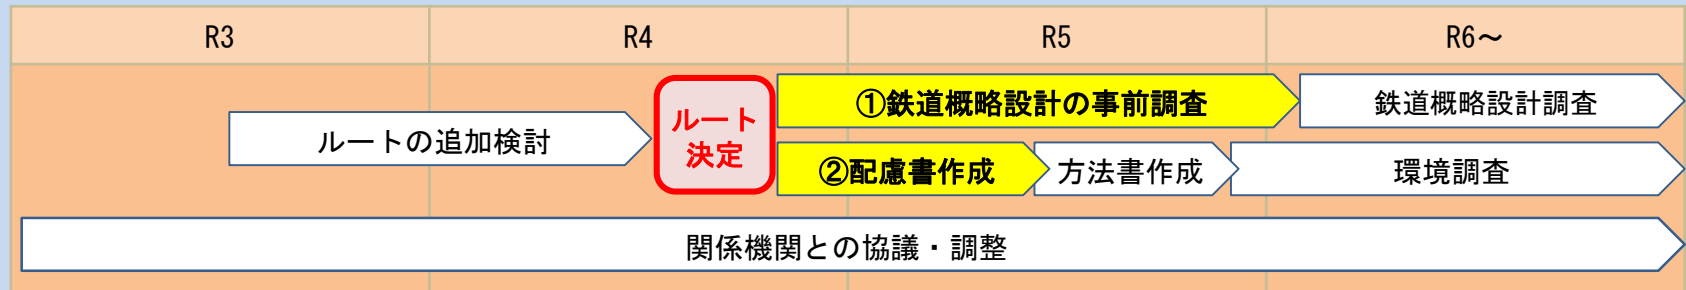 R3
R4
R5
R6～
ルートの追加検討
ルート
決定
①鉄道概略設計の事前調査
鉄道概略設計調査
②配慮書作成
方法書作成
環境調査
関係機関との協議・調整